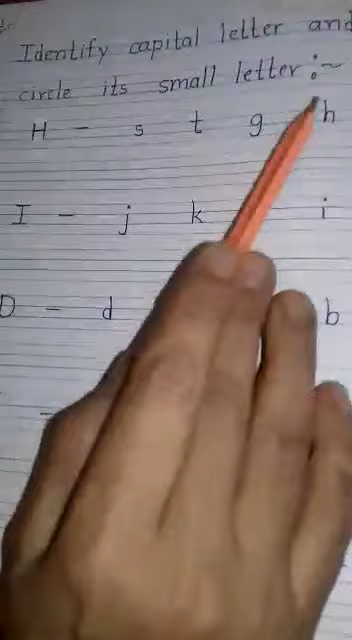 Identify capital letter and
circle its small letter :~
H - s t g h
I - j k i
D - d b
-